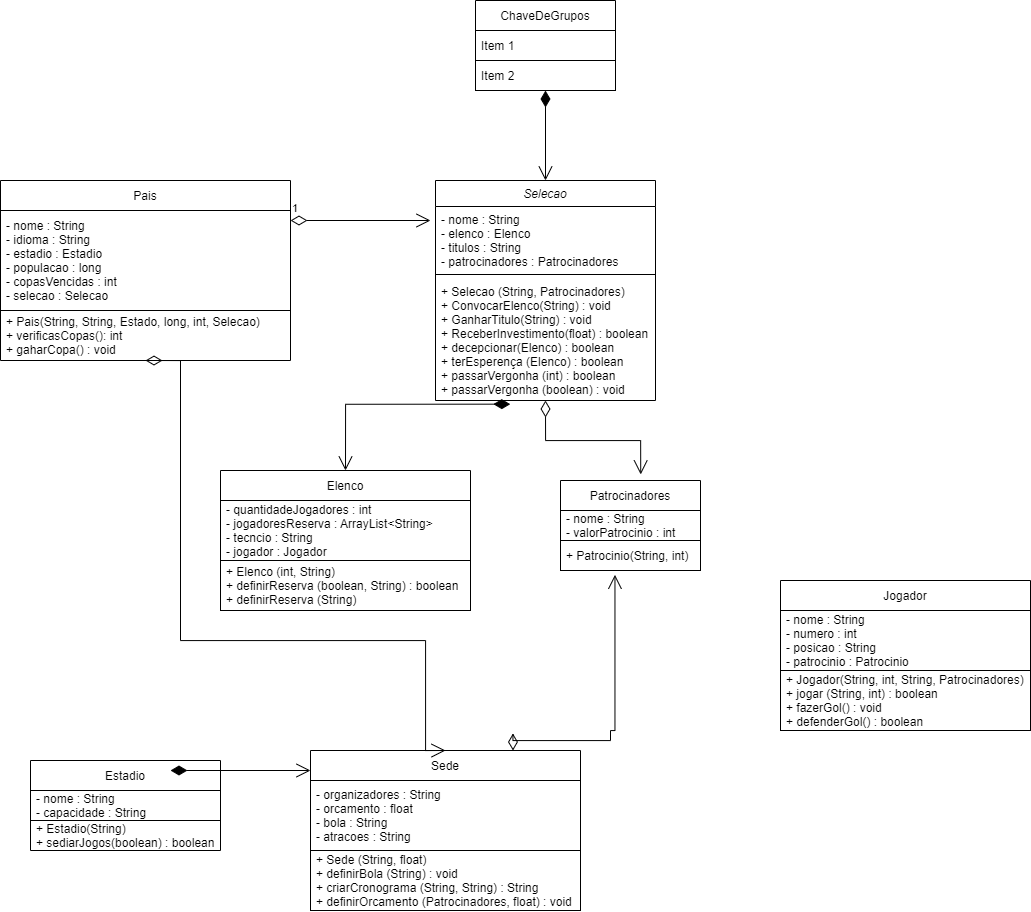 ChaveDeGrupos
Item 1
Item 2
Pais
- nome : String
- idioma : String
- estadio : Estadio
- populacao : long
- copasVencidas : int
- selecao : Selecao
+ Pais(String, String, Estado, long, int, Selecao)
+ verificasCopas(): int
+ gaharCopa() : void
1
Selecao
- nome : String
- elenco : Elenco
- titulos : String
- patrocinadores : Patrocinadores
+ Selecao (String, Patrocinadores)
+ ConvocarElenco(String) : void
+ GanharTitulo(String) : void
+ ReceberInvestimento(float) : boolean
+ decepcionar(Elenco) : boolean
+ terEsperença (Elenco) : boolean
+ passarVergonha (int) : boolean
+ passarVergonha (boolean) : void
Elenco
- quantidadeJogadores : int
- jogadoresReserva : ArrayList<String>
- tecncio : String
- jogador : Jogador
+ Elenco (int, String)
+ definirReserva (boolean, String) : boolean
+ definirReserva (String)
Patrocinadores
- nome : String
- valorPatrocinio : int
+ Patrocinio(String, int)
Jogador
- nome : String
- numero : int
- posicao : String
- patrocinio : Patrocinio
+ Jogador(String, int, String, Patrocinadores)
+ jogar (String, int) : boolean
+ fazerGol() : void
+ defenderGol() : boolean
Estadio
- nome : String
- capacidade : String
+ Estadio(String)
+ sediarJogos(boolean) : boolean
Sede
- organizadores : String
- orcamento : float
- bola : String
- atracoes : String
+ Sede (String, float)
+ definirBola (String) : void
+ criarCronograma (String, String) : String
+ definirOrcamento (Patrocinadores, float) : void